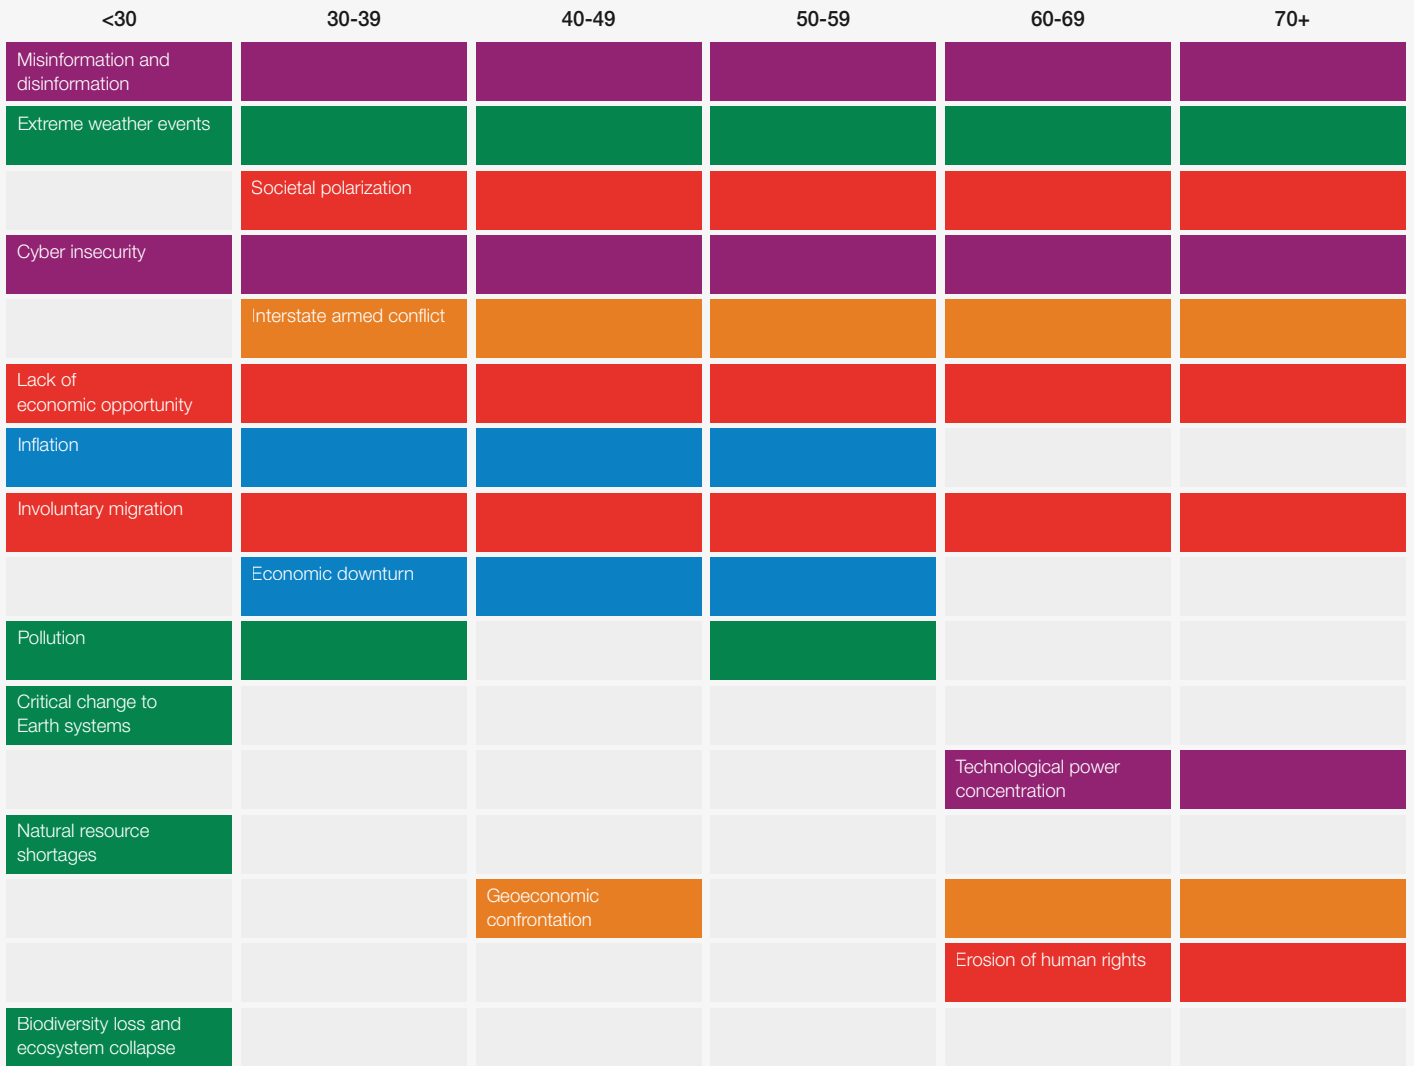 <30 30-39 40-49 50-59 60-69 70+
Misinformation and
disinformation
Extreme weather events
Societal polarization
Cyber insecurity
Interstate armed conflict
Lack of
economic opportunity
Inflation
Involuntary migration
Economic downturn
Pollution
Critical change to
Earth systems
Technological power
concentration
Natural resource
shortages
Geoeconomic
confrontation
Erosion of human rights
Biodiversity loss and
ecosystem collapse